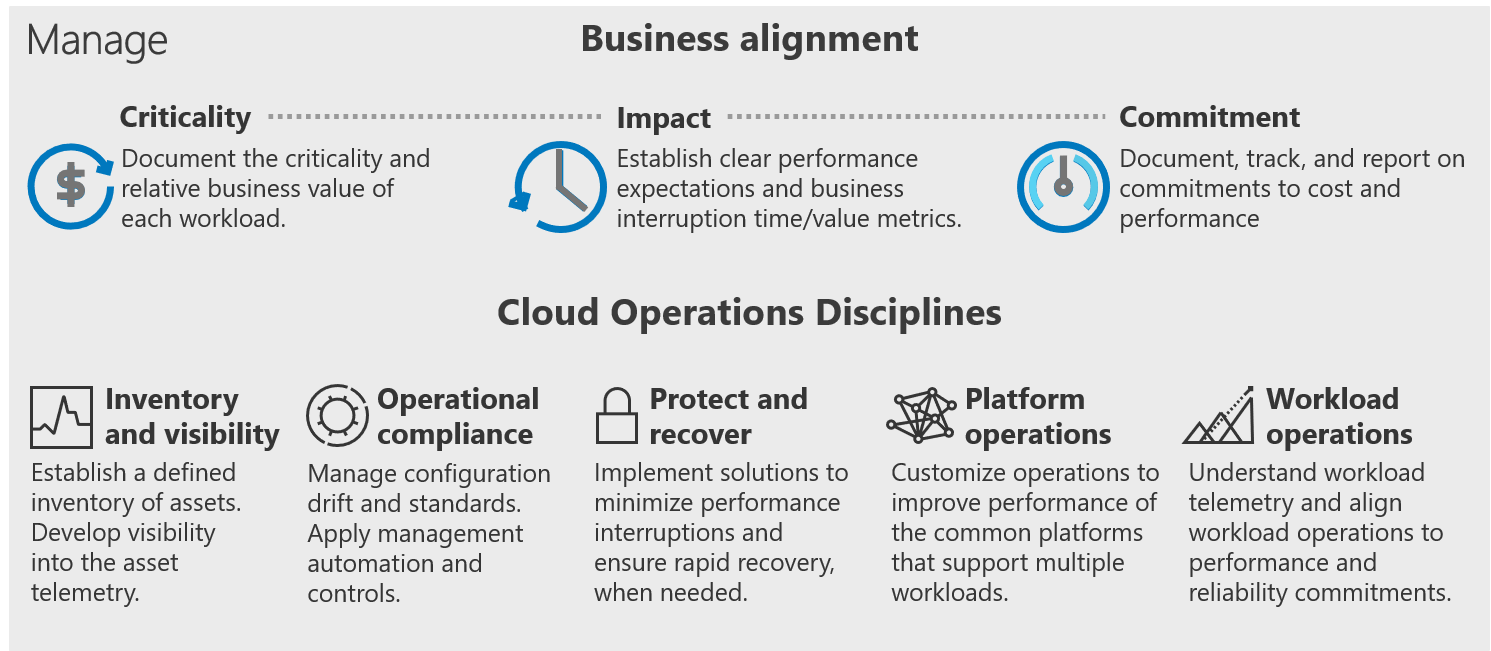 Manage
Business alignment
Criticality
Document the criticality and
relative business value of
each workload.
Impact
Establish clear performance
expectations and business
interruption time/value metrics.
Commitment
Document, track, and report on
commitments to cost and
performance
$
Cloud Operations Disciplines
Inventory
and visibility
Establish a defined
inventory of assets.
Develop visibility
into the asset
telemetry.
Operational
compliance
Manage configuration
drift and standards.
Apply management
automation and
controls.
Protect and
recover
Implement solutions to
minimize performance
interruptions and
ensure rapid recovery,
when needed.
Platform
operations
Customize operations to
improve performance of
the common platforms
that support multiple
workloads.
Workload
operations
Understand workload
telemetry and align
workload operations to
performance and
reliability commitments.